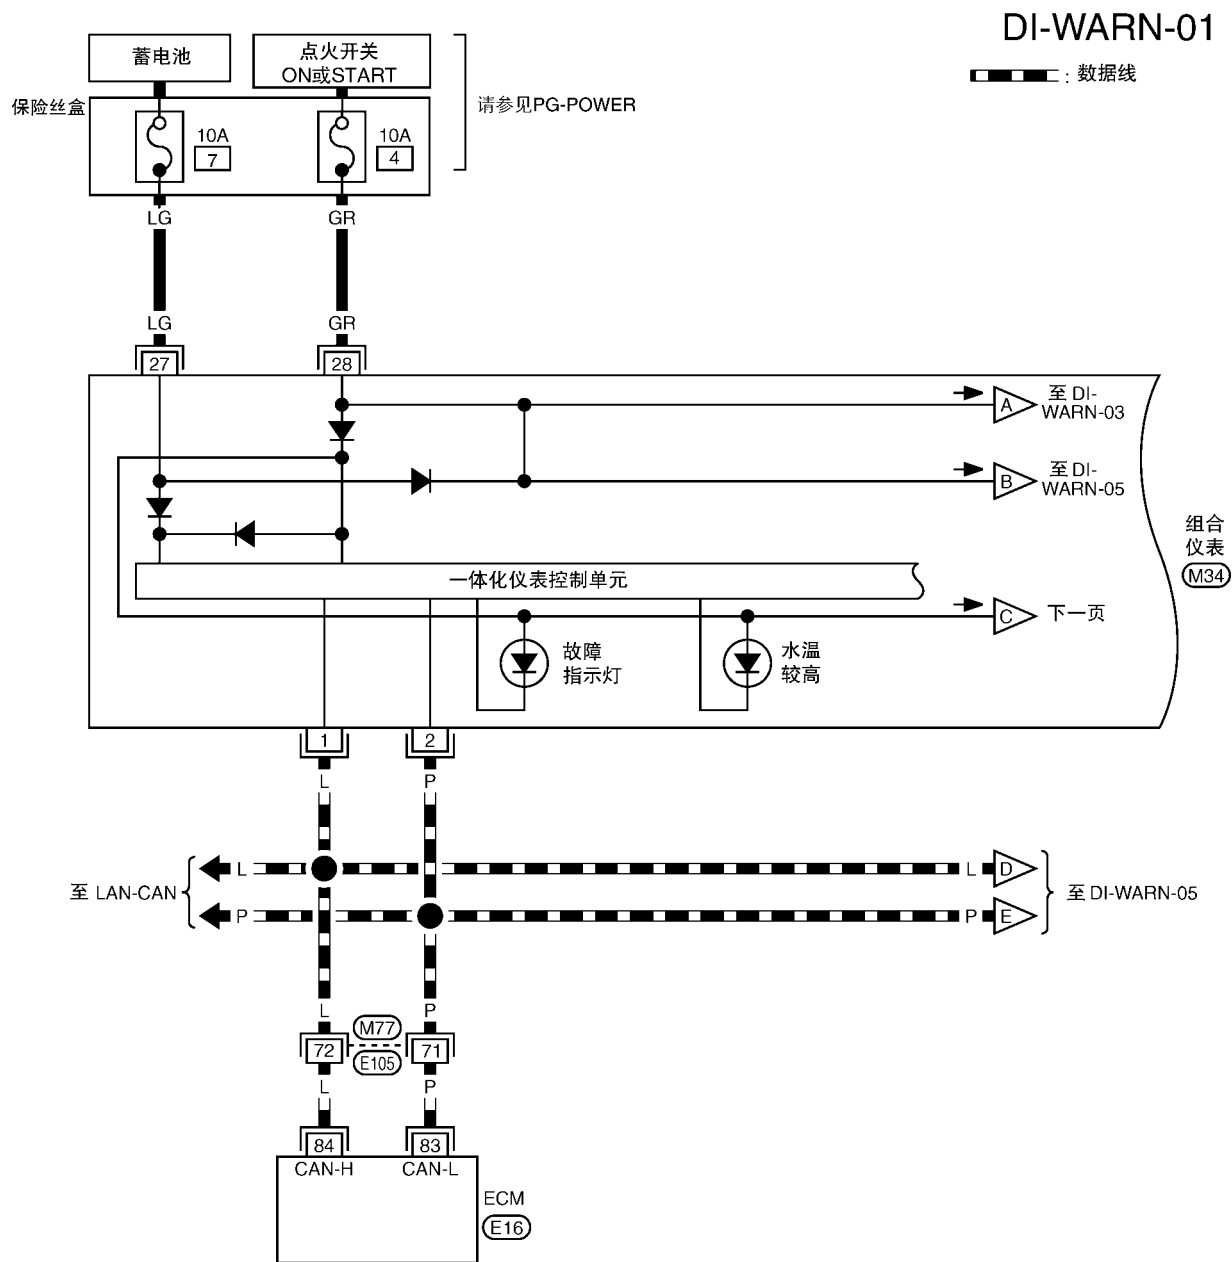 DI-WARN-01
: 数据线
蓄电池
点火开关
ON或START
请参见PG-POWER
保险丝盒
10A
7
10A
4
LG
GR
LG
GR
27
28
A
至 DI-
WARN-03
B
至 DI-
WARN-05
组合
仪表
M34
一体化仪表控制单元
C
下一页
故障
指示灯
水温
较高
1
2
L
P
至 LAN-CAN
L
L
D
P
P
E
至 DI-WARN-05
L
P
72
M77
E105
71
L
P
84
83
CAN-H
CAN-L
ECM
E16